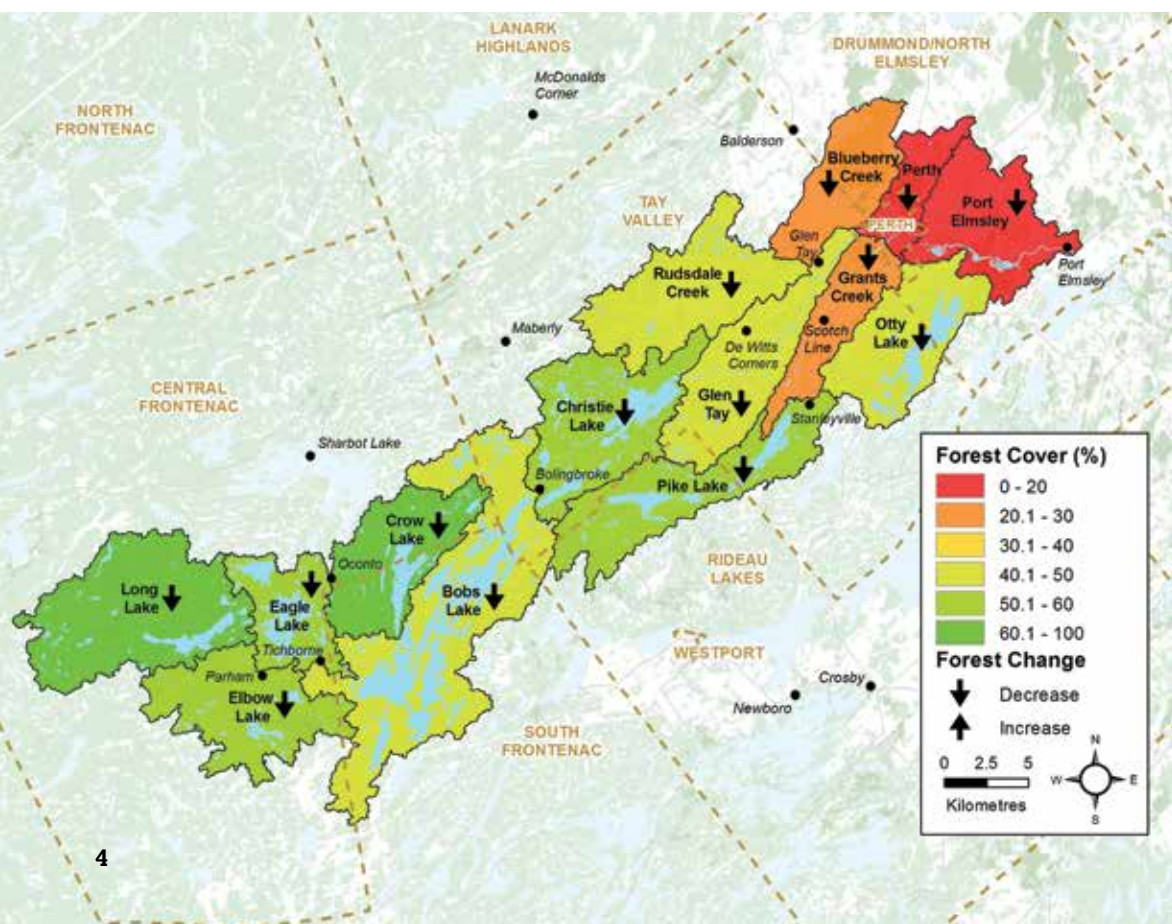 LANARK
HIGHLANDS
DRUMMOND/NORTH
ELMSLEY
McDonalds
Corner
NORTH
FRONTENAC
Balderson
Blueberry
Creek
Perth
Port
Elmsley
TAY
VALLEY
PERTH
Glen
Tay
Port
Elmsley
Rudsdale
Creek
Grants
Creek
Maberly
De Witts
Corners
Scotch
Line
Otty
Lake
CENTRAL
FRONTENAC
Christie
Lake
Glen
Tay
Stanleyville
Sharbot Lake
Bolingbroke
Pike Lake
Crow
Lake
Oconto
RIDEAU
LAKES
Long
Lake
Eagle
Lake
Bobs
Lake
Tichborne
Parham
Elbow
Lake
WESTPORT
Crosby
Newboro
SOUTH
FRONTENAC
Forest Cover (%)
0 - 20
20.1 - 30
30.1 - 40
40.1 - 50
50.1 - 60
60.1 - 100
Forest Change
Decrease
Increase
0 2.5 5
Kilometres
N
W E
S
4